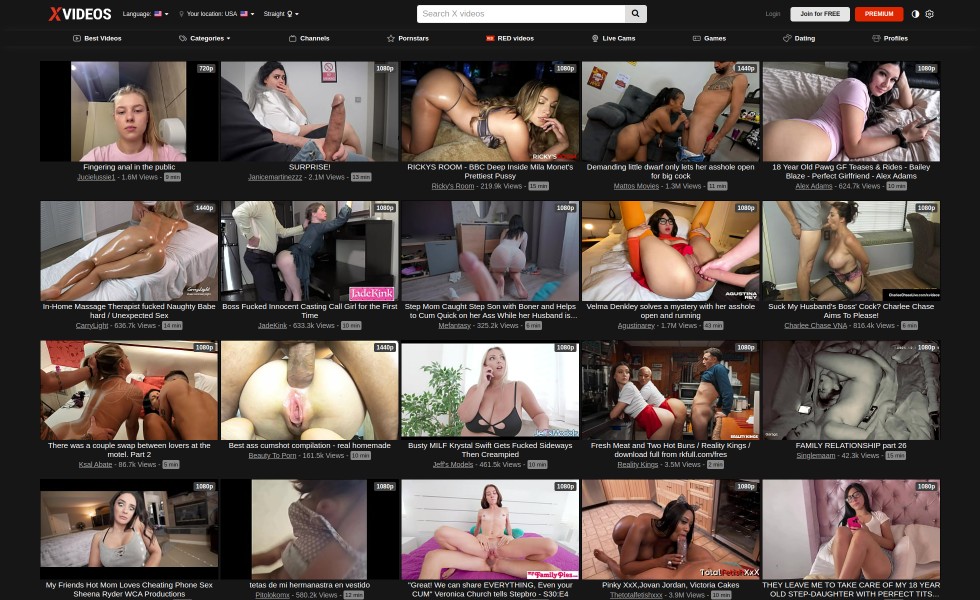 XVIDEOS
Language:
Your location: USA
Straight
Search X videos
Login
Join for FREE
PREMIUM
Best Videos
Categories
Channels
Pornstars
RED videos
Live Cams
Games
Dating
Profiles
720p
1080p
1080p
RICKY'S
1440p
1080p
Fingering anal in the public
Juciefussie1 - 1.6M Views - 9 min
SURPRISE!
Janicemartinezzz - 2.1M Views - 13 min
RICKYS ROOM - BBC Deep Inside Mila Monet's
Prettiest Pussy
Ricky's Room - 219.9k Views - 15 min
Demanding little dwarf only lets her asshole open
for big cock
Mattos Movies - 1.3M Views - 11 min
18 Year Old Pawg GF Teases & Rides - Bailey
Blaze - Perfect Girlfriend - Alex Adams
Alex Adams - 624.7k Views - 10 min
1440p
1080p
JadeKink
1080p
1080p
AGUSTINA
REY
1080p
In-Home Massage Therapist fucked Naughty Babe
hard / Unexpected Sex
CarryLight - 636.7k Views - 14 min
Boss Fucked Innocent Casting Call Girl for the First
Time
JadeKink - 633.3k Views - 10 min
Step Mom Caught Step Son with Boner and Helps
to Cum Quick on her Ass While her Husband is...
Mefantasy - 325.2k Views - 6 min
Velma Denkley solves a mystery with her asshole
open and running
Agustinarey - 1.7M Views - 43 min
Suck My Husband's Boss' Cock? Charlee Chase
Aims To Please!
Charlee Chase VNA - 816.4k Views - 6 min
1080p
1440p
1080p
1080p
REALITY KINGS
1080p
There was a couple swap between lovers at the
motel. Part 2
Ksal Abate - 86.7k Views - 5 min
Best ass cumshot compilation - real homemade
Beauty To Porn - 161.5k Views - 10 min
Busty MILF Krystal Swift Gets Fucked Sideways
Then Creampied
Jeff's Models - 461.5k Views - 10 min
Fresh Meat and Two Hot Buns / Reality Kings /
download full from rkfull.com/fres
Reality Kings - 3.5M Views - 2 min
FAMILY RELATIONSHIP part 26
Singlemaam - 42.3k Views - 15 min
1080p
1080p
1080p
MyFamilyPies.com
1080p
TotalFetishXxX
1080p
My Friends Hot Mom Loves Cheating Phone Sex
Sheena Ryder WCA Productions
tetas de mi hermanastra en vestido
Pitolokomx - 580.2k Views - 12 min
"Great! We can share EVERYTHING, Even your
CUM" Veronica Church tells Stepbro - S30:E4
Pinky XxX,Jovan Jordan, Victoria Cakes
Thetotalfetishxxx - 3.9M Views - 10 min
THEY LEAVE ME TO TAKE CARE OF MY 18 YEAR
OLD STEP-DAUGHTER WITH PERFECT TITS...